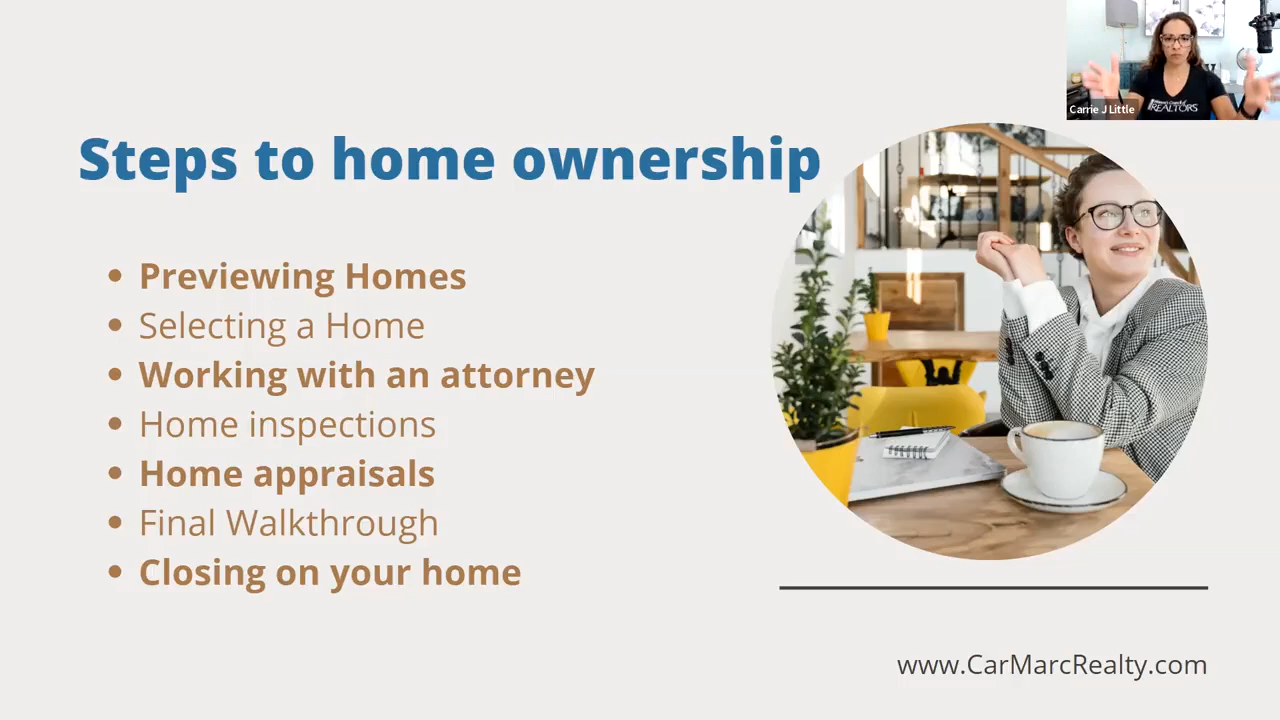 Steps to home ownership
Previewing Homes
Selecting a Home
Working with an attorney
Home inspections
Home appraisals
Final Walkthrough
Closing on your home
www.CarMarcRealty.com
Carrie J Little
REALTORS